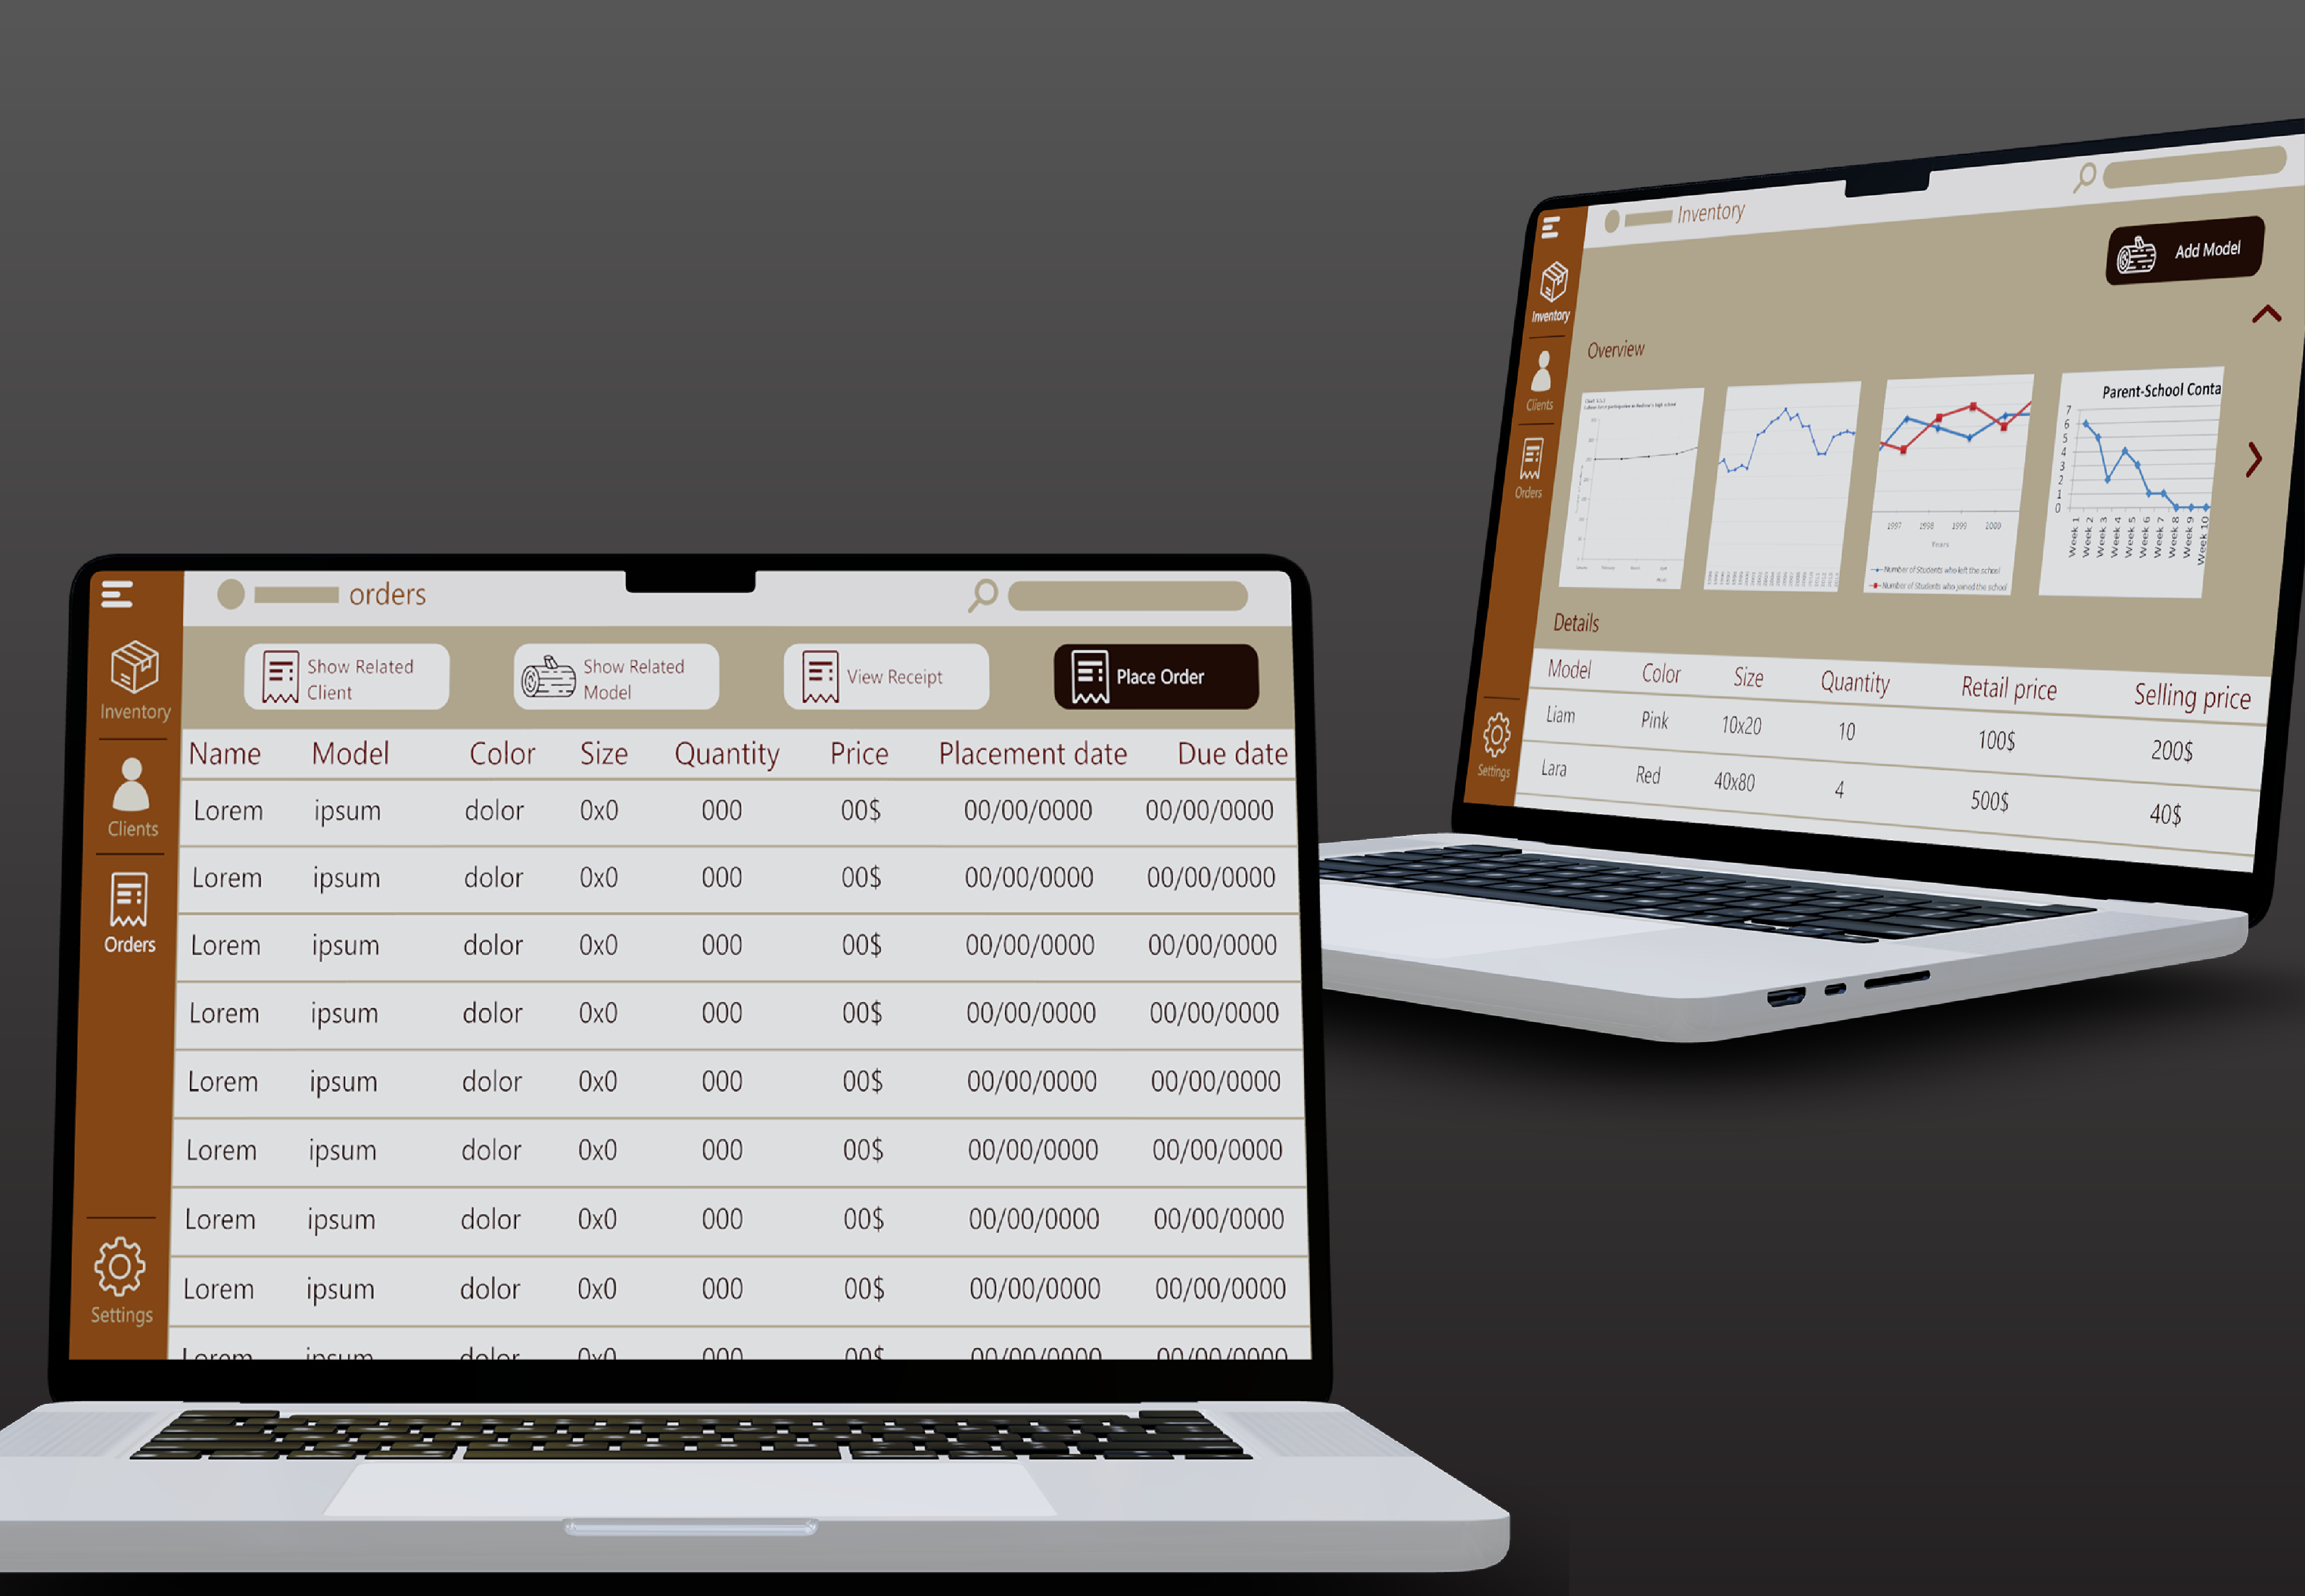 orders
Inventory
Clients
Orders
Settings
Show Related
Client
Show Related
Model
View Receipt
Place Order
Name Model Color Size Quantity Price Placement date Due date
Lorem ipsum dolor 0x0 000 00$ 00/00/0000 00/00/0000
Lorem ipsum dolor 0x0 000 00$ 00/00/0000 00/00/0000
Lorem ipsum dolor 0x0 000 00$ 00/00/0000 00/00/0000
Lorem ipsum dolor 0x0 000 00$ 00/00/0000 00/00/0000
Lorem ipsum dolor 0x0 000 00$ 00/00/0000 00/00/0000
Lorem ipsum dolor 0x0 000 00$ 00/00/0000 00/00/0000
Lorem ipsum dolor 0x0 000 00$ 00/00/0000 00/00/0000
Lorem ipsum dolor 0x0 000 00$ 00/00/0000 00/00/0000
Lorem ipsum dolor 0x0 000 00$ 00/00/0000 00/00/0000
Inventory
Inventory
Clients
Orders
Settings
Add Model
Overview
1997 1998 1999 2000
Years
Number of Students who left the school
Number of Students who joined the school
Parent-School Conta
7
6
5
4
3
2
1
0
Week 1
Week 2
Week 3
Week 4
Week 5
Week 6
Week 7
Week 8
Week 9
Week 10
Details
Model Color Size Quantity Retail price Selling price
Liam Pink 10x20 10 100$ 200$
Lara Red 40x80 4 500$ 40$